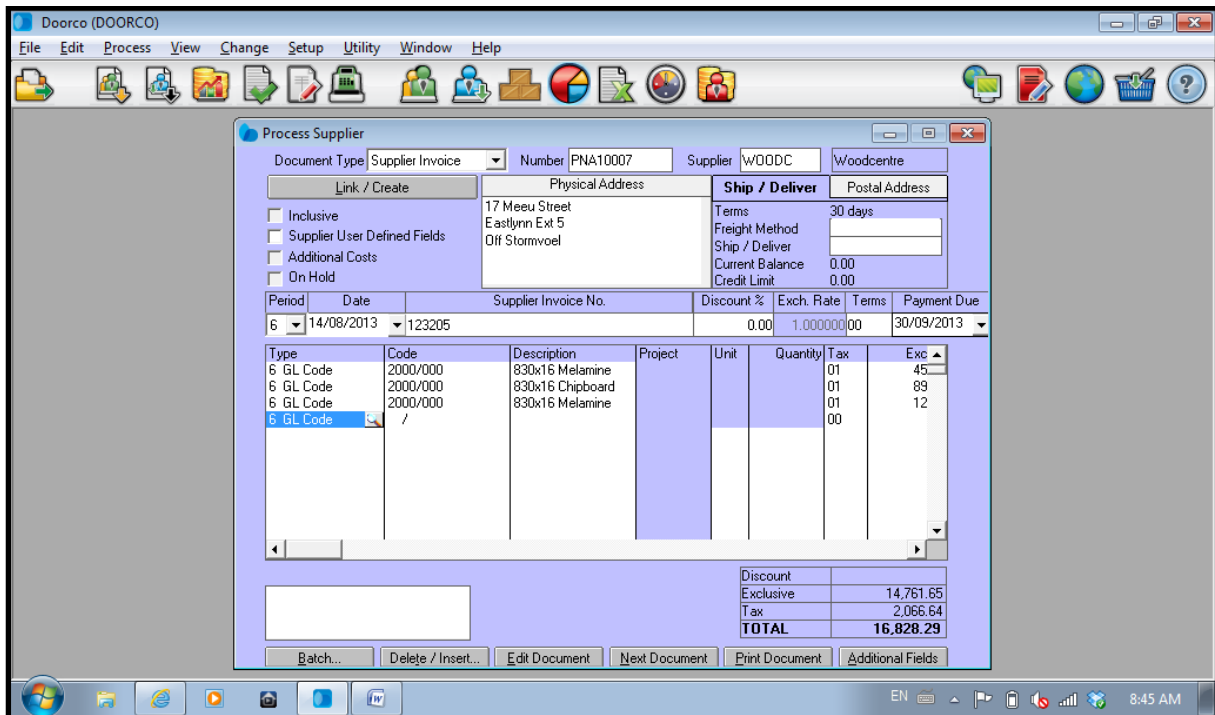 Doorco (DOORCO)
File Edit Process View Change Setup Utility Window Help
Process Supplier
Document Type Supplier Invoice Number PNA10007 Supplier WOODC Woodcentre
Link / Create Physical Address Ship / Deliver Postal Address
Inclusive
Supplier User Defined Fields
Additional Costs
On Hold
17 Meeu Street
Eastlynn Ext 5
Off Stormvoel
Terms 30 days
Freight Method
Ship / Deliver
Current Balance 0.00
Credit Limit 0.00
Period Date Supplier Invoice No. Discount % Exch. Rate Terms Payment Due
6 14/08/2013 123205 0.00 1.000000 00 30/09/2013
Type Code Description Project Unit Quantity Tax Exc
6 GL Code 2000/000 830x16 Melamine 01 45
6 GL Code 2000/000 830x16 Chipboard 01 89
6 GL Code 2000/000 830x16 Melamine 01 12
6 GL Code / 00
Discount
Exclusive 14,761.65
Tax 2,066.64
TOTAL 16,828.29
Batch... Delete / Insert... Edit Document Next Document Print Document Additional Fields
EN 8:45 AM